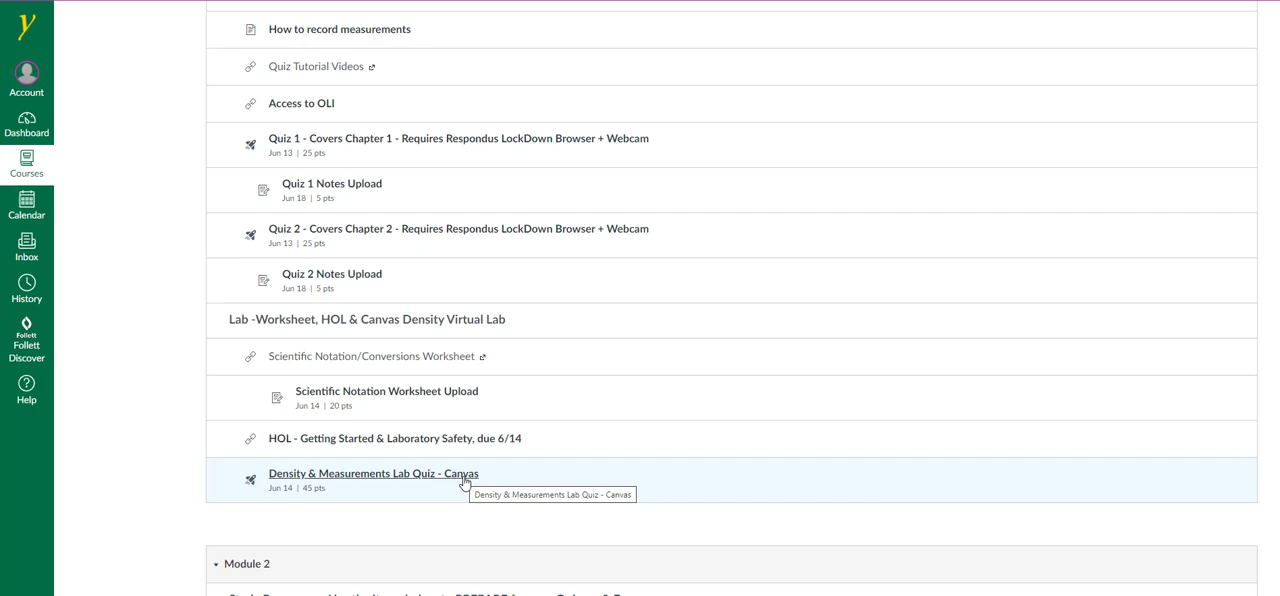 y
Account
Dashboard
Courses
Calendar
Inbox
History
Follett
Follett
Discover
Help
How to record measurements
Quiz Tutorial Videos
Access to OLI
Quiz 1 - Covers Chapter 1 - Requires Respondus LockDown Browser + Webcam
Jun 13 | 25 pts
Quiz 1 Notes Upload
Jun 18 | 5 pts
Quiz 2 - Covers Chapter 2 - Requires Respondus LockDown Browser + Webcam
Jun 13 | 25 pts
Quiz 2 Notes Upload
Jun 18 | 5 pts
Lab -Worksheet, HOL & Canvas Density Virtual Lab
Scientific Notation/Conversions Worksheet
Scientific Notation Worksheet Upload
Jun 14 | 20 pts
HOL - Getting Started & Laboratory Safety, due 6/14
Density & Measurements Lab Quiz - Canvas
Jun 14 | 45 pts
Density & Measurements Lab Quiz - Canvas
Module 2